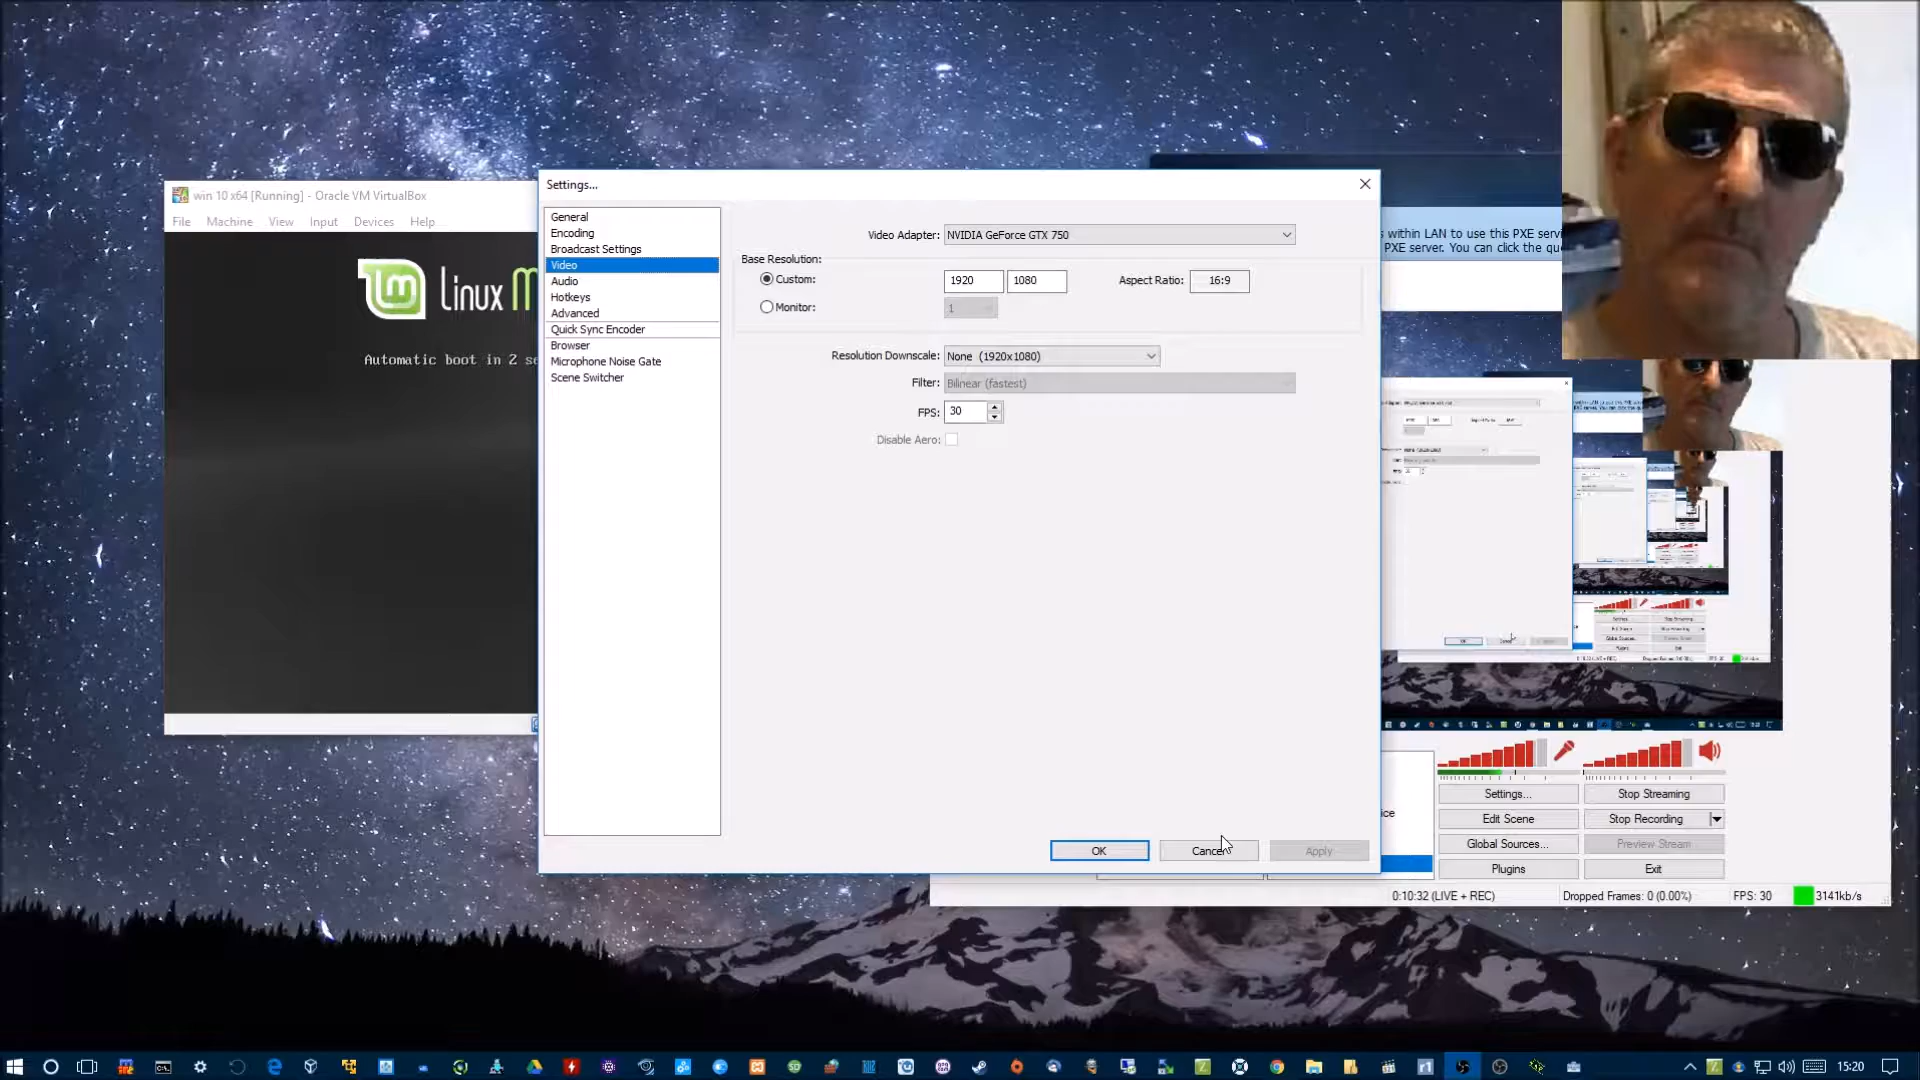 win 10 x64 [Running] - Oracle VM VirtualBox
File Machine View Input Devices Help
Linux M
Automatic boot in 2 se
Settings...
General
Encoding
Broadcast Settings
Video
Audio
Hotkeys
Advanced
Quick Sync Encoder
Browser
Microphone Noise Gate
Scene Switcher
Video Adapter: NVIDIA GeForce GTX 750
Base Resolution:
Custom: 1920 1080 Aspect Ratio: 16:9
Monitor: 1
Resolution Downscale: None (1920x1080)
Filter: Bilinear (fastest)
FPS: 30
Disable Aero:
OK Cancel Apply
s within LAN to use this PXE servi
PXE server. You can click the qu
ice
Settings... Stop Streaming
Edit Scene Stop Recording
Global Sources... Preview Stream
Plugins Exit
0:10:32 (LIVE + REC) Dropped Frames: 0 (0.00%) FPS: 30 3141kb/s
15:20